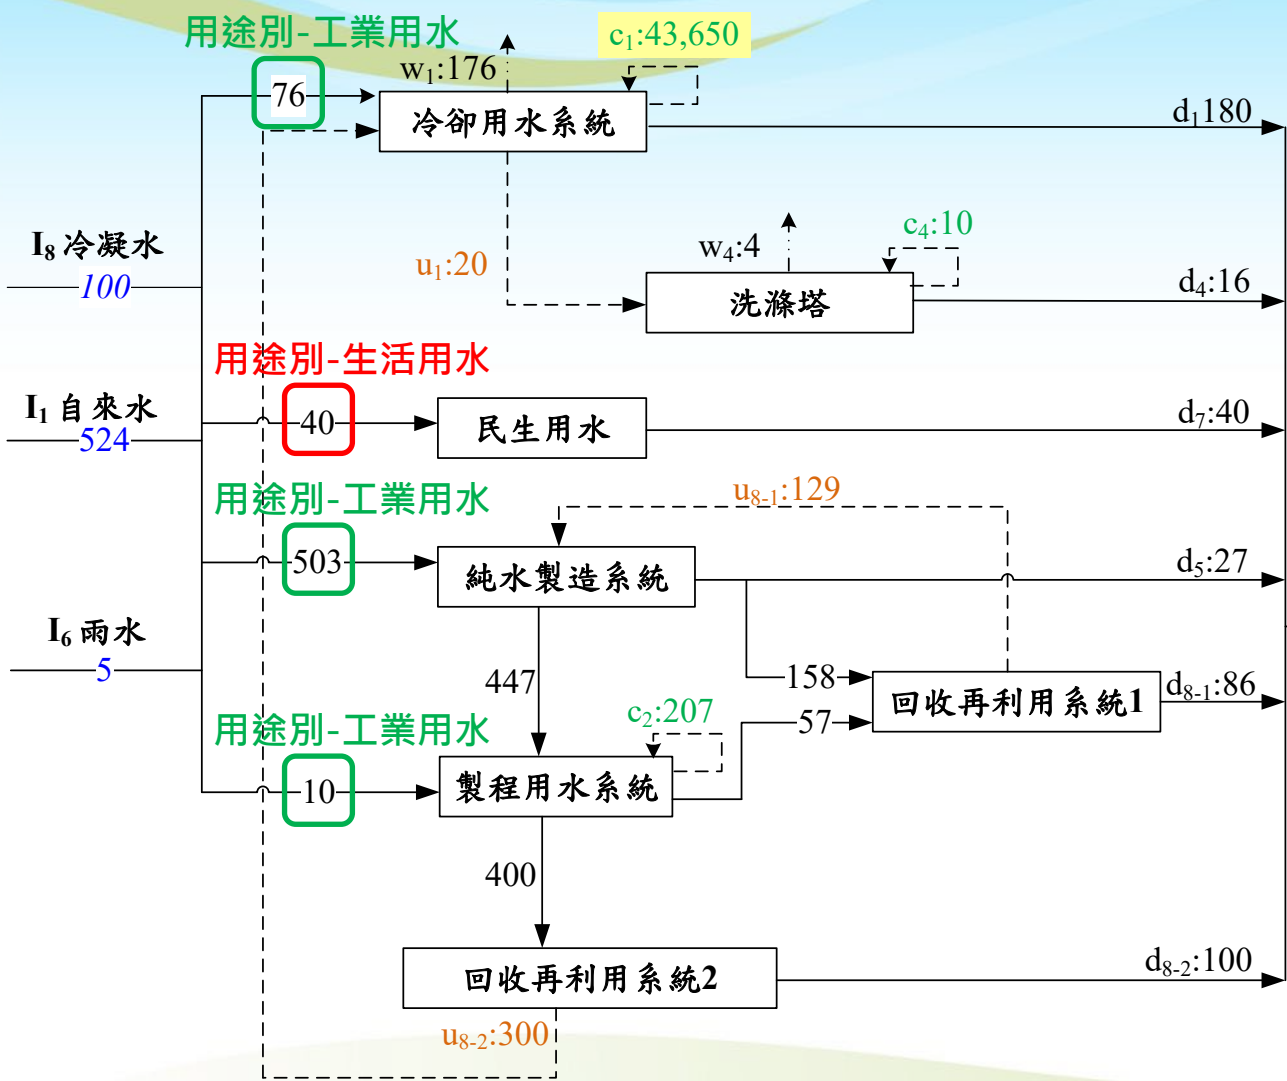 用途別-工業用水
c₁:43,650
w₁:176
76
冷卻用水系統
d₁180
I₈ 冷凝水
100
u₁:20
w₄:4
c₄:10
洗滌塔
d₄:16
用途別-生活用水
I₁ 自來水
524
40
民生用水
d₇:40
用途別-工業用水
u₈₋₁:129
503
純水製造系統
d₅:27
I₆ 雨水
5
447
158
回收再利用系統1
d₈₋₁:86
用途別-工業用水
c₂:207
57
10
製程用水系統
400
回收再利用系統2
d₈₋₂:100
u₈₋₂:300